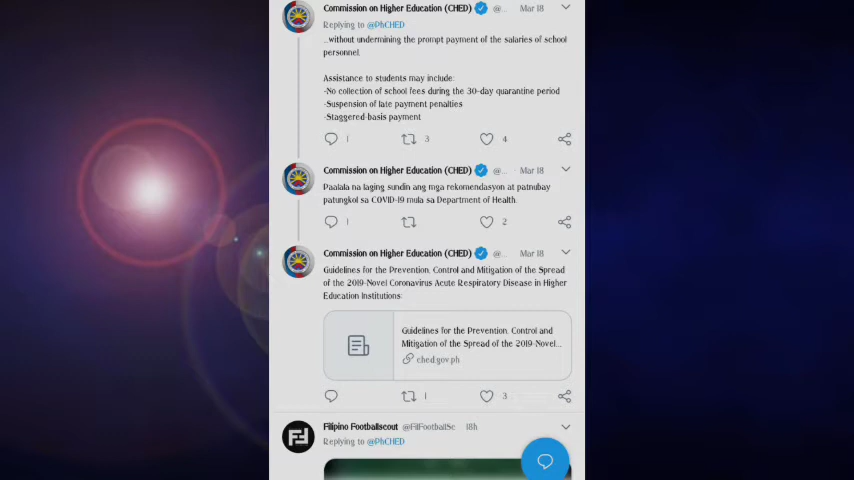 Commission on Higher Education (CHED) @... Mar 18
Replying to @PhCHED
...without undermining the prompt payment of the salaries of school
personnel.
Assistance to students may include:
-No collection of school fees during the 30-day quarantine period
-Suspension of late payment penalties
-Staggered-basis payment
1 3 4
Commission on Higher Education (CHED) @... Mar 18
Paalala na laging sundin ang mga rekomendasyon at patnubay
patungkol sa COVID-19 mula sa Department of Health.
1 2
Commission on Higher Education (CHED) @... Mar 18
Guidelines for the Prevention, Control and Mitigation of the Spread
of the 2019-Novel Coronavirus Acute Respiratory Disease in Higher
Education Institutions:
Guidelines for the Prevention, Control and
Mitigation of the Spread of the 2019-Novel...
ched.gov.ph
1 3
Filipino Footballscout @FilFootballSc 18h
Replying to @PhCHED